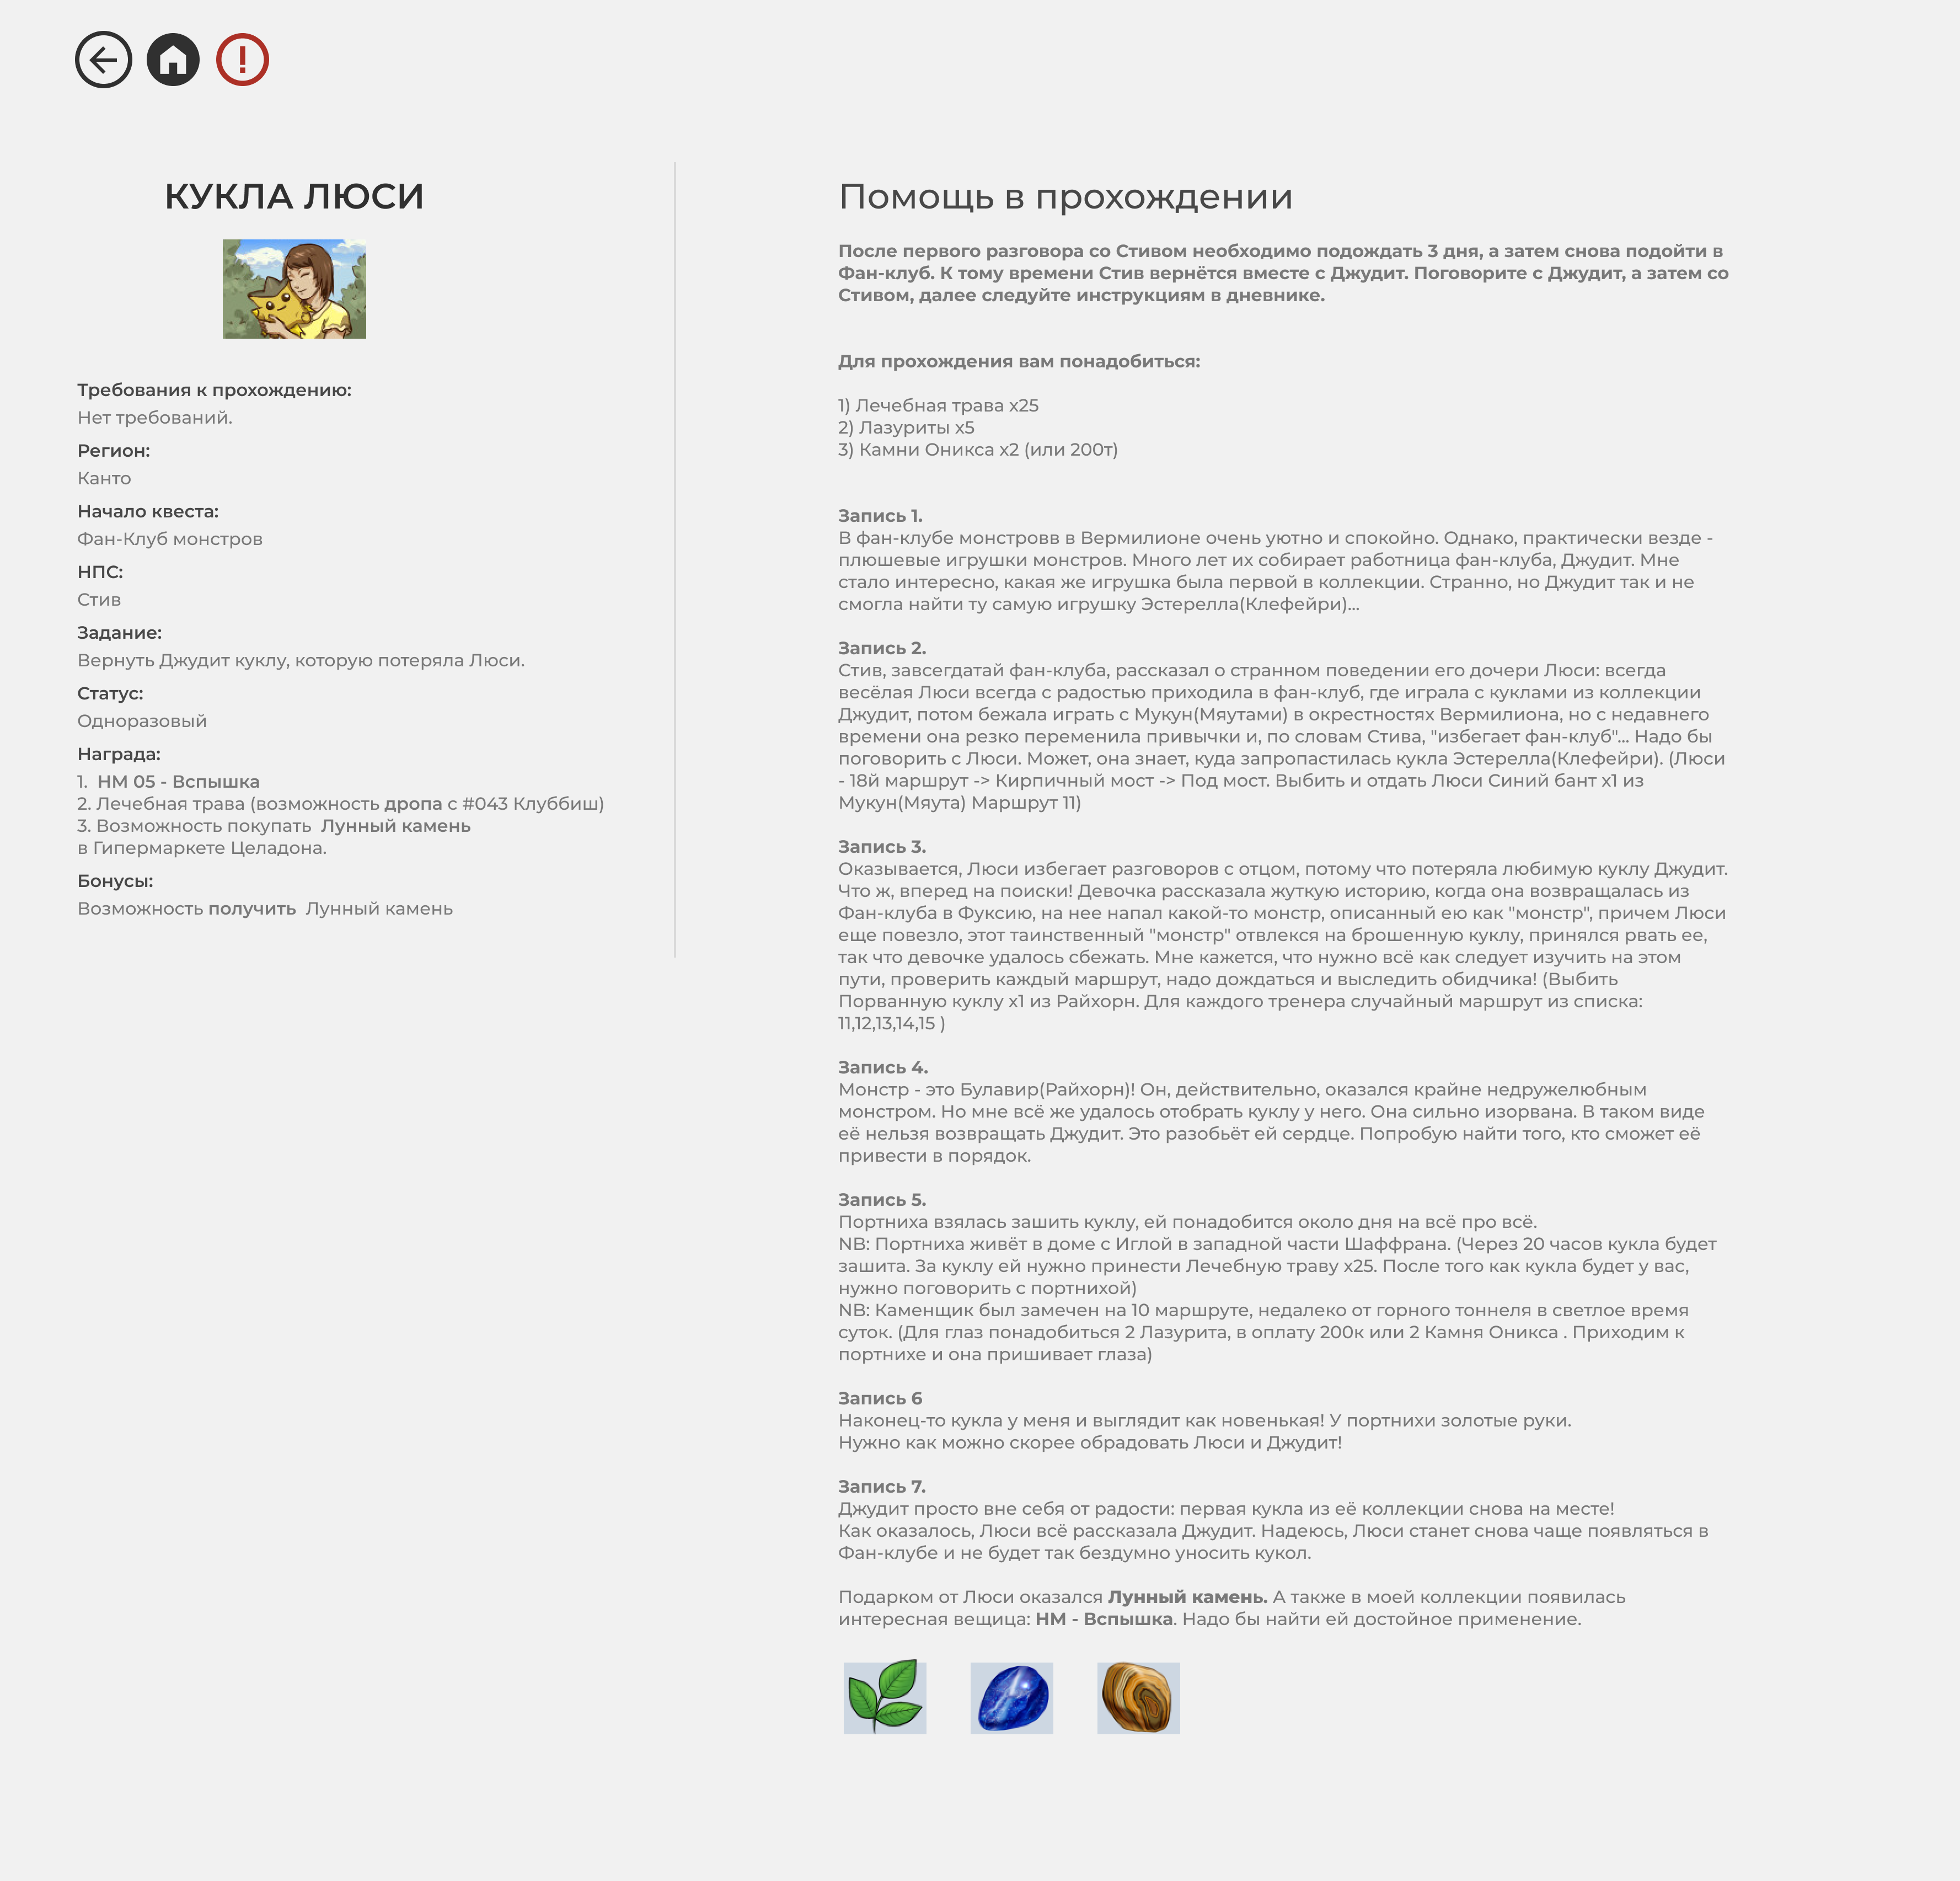 КУКЛА ЛЮСИ
Требования к прохождению:
Нет требований.
Регион:
Канто
Начало квеста:
Фан-Клуб монстров
НПС:
Стив
Задание:
Вернуть Джудит куклу, которую потеряла Люси.
Статус:
Одноразовый
Награда:
1. НМ 05 - Вспышка
2. Лечебная трава (возможность дропа с #043 Клуббиш)
3. Возможность покупать Лунный камень
в Гипермаркете Целадона.
Бонусы:
Возможность получить Лунный камень
Помощь в прохождении
После первого разговора со Стивом необходимо подождать 3 дня, а затем снова подойти в
Фан-клуб. К тому времени Стив вернётся вместе с Джудит. Поговорите с Джудит, а затем со
Стивом, далее следуйте инструкциям в дневнике.
Для прохождения вам понадобиться:
1) Лечебная трава х25
2) Лазуриты х5
3) Камни Оникса х2 (или 200т)
Запись 1.
В фан-клубе монстровв в Вермилионе очень уютно и спокойно. Однако, практически везде -
плюшевые игрушки монстров. Много лет их собирает работница фан-клуба, Джудит. Мне
стало интересно, какая же игрушка была первой в коллекции. Странно, но Джудит так и не
смогла найти ту самую игрушку Эстерелла(Клефейри)...
Запись 2.
Стив, завсегдатай фан-клуба, рассказал о странном поведении его дочери Люси: всегда
весёлая Люси всегда с радостью приходила в фан-клуб, где играла с куклами из коллекции
Джудит, потом бежала играть с Мукун(Мяутами) в окрестностях Вермилиона, но с недавнего
времени она резко переменила привычки и, по словам Стива, "избегает фан-клуб"... Надо бы
поговорить с Люси. Может, она знает, куда запропастилась кукла Эстерелла(Клефейри). (Люси
- 18й маршрут -> Кирпичный мост -> Под мост. Выбить и отдать Люси Синий бант х1 из
Мукун(Мяута) Маршрут 11)
Запись 3.
Оказывается, Люси избегает разговоров с отцом, потому что потеряла любимую куклу Джудит.
Что ж, вперед на поиски! Девочка рассказала жуткую историю, когда она возвращалась из
Фан-клуба в Фуксию, на нее напал какой-то монстр, описанный ею как "монстр", причем Люси
еще повезло, этот таинственный "монстр" отвлекся на брошенную куклу, принялся рвать ее,
так что девочке удалось сбежать. Мне кажется, что нужно всё как следует изучить на этом
пути, проверить каждый маршрут, надо дождаться и выследить обидчика! (Выбить
Порванную куклу х1 из Райхорн. Для каждого тренера случайный маршрут из списка:
11,12,13,14,15 )
Запись 4.
Монстр - это Булавир(Райхорн)! Он, действительно, оказался крайне недружелюбным
монстром. Но мне всё же удалось отобрать куклу у него. Она сильно изорвана. В таком виде
её нельзя возвращать Джудит. Это разобьёт ей сердце. Попробую найти того, кто сможет её
привести в порядок.
Запись 5.
Портниха взялась зашить куклу, ей понадобится около дня на всё про всё.
NB: Портниха живёт в доме с Иглой в западной части Шаффрана. (Через 20 часов кукла будет
зашита. За куклу ей нужно принести Лечебную траву х25. После того как кукла будет у вас,
нужно поговорить с портнихой)
NB: Каменщик был замечен на 10 маршруте, недалеко от горного тоннеля в светлое время
суток. (Для глаз понадобиться 2 Лазурита, в оплату 200к или 2 Камня Оникса . Приходим к
портнихе и она пришивает глаза)
Запись 6
Наконец-то кукла у меня и выглядит как новенькая! У портнихи золотые руки.
Нужно как можно скорее обрадовать Люси и Джудит!
Запись 7.
Джудит просто вне себя от радости: первая кукла из её коллекции снова на месте!
Как оказалось, Люси всё рассказала Джудит. Надеюсь, Люси станет снова чаще появляться в
Фан-клубе и не будет так бездумно уносить кукол.
Подарком от Люси оказался Лунный камень. А также в моей коллекции появилась
интересная вещица: НМ - Вспышка. Надо бы найти ей достойное применение.